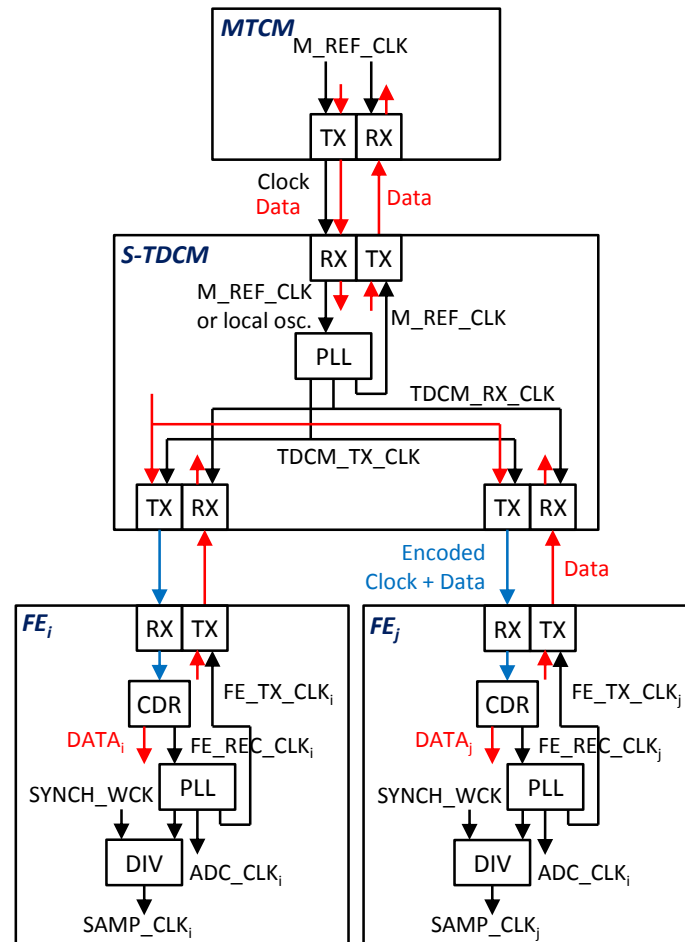 MTCM
M_REF_CLK
TX RX
Clock
Data
Data
S-TDCM
RX TX
M_REF_CLK
or local osc.
M_REF_CLK
PLL
TDCM_RX_CLK
TDCM_TX_CLK
TX RX
TX RX
Encoded
Clock + Data
Data
FEi
RX TX
CDR
FE_TX_CLKi
DATAi
FE_REC_CLKi
SYNCH_WCK
PLL
DIV
ADC_CLKi
SAMP_CLKi
FEj
RX TX
CDR
FE_TX_CLKj
DATAj
FE_REC_CLKj
SYNCH_WCK
PLL
DIV
ADC_CLKi
SAMP_CLKj